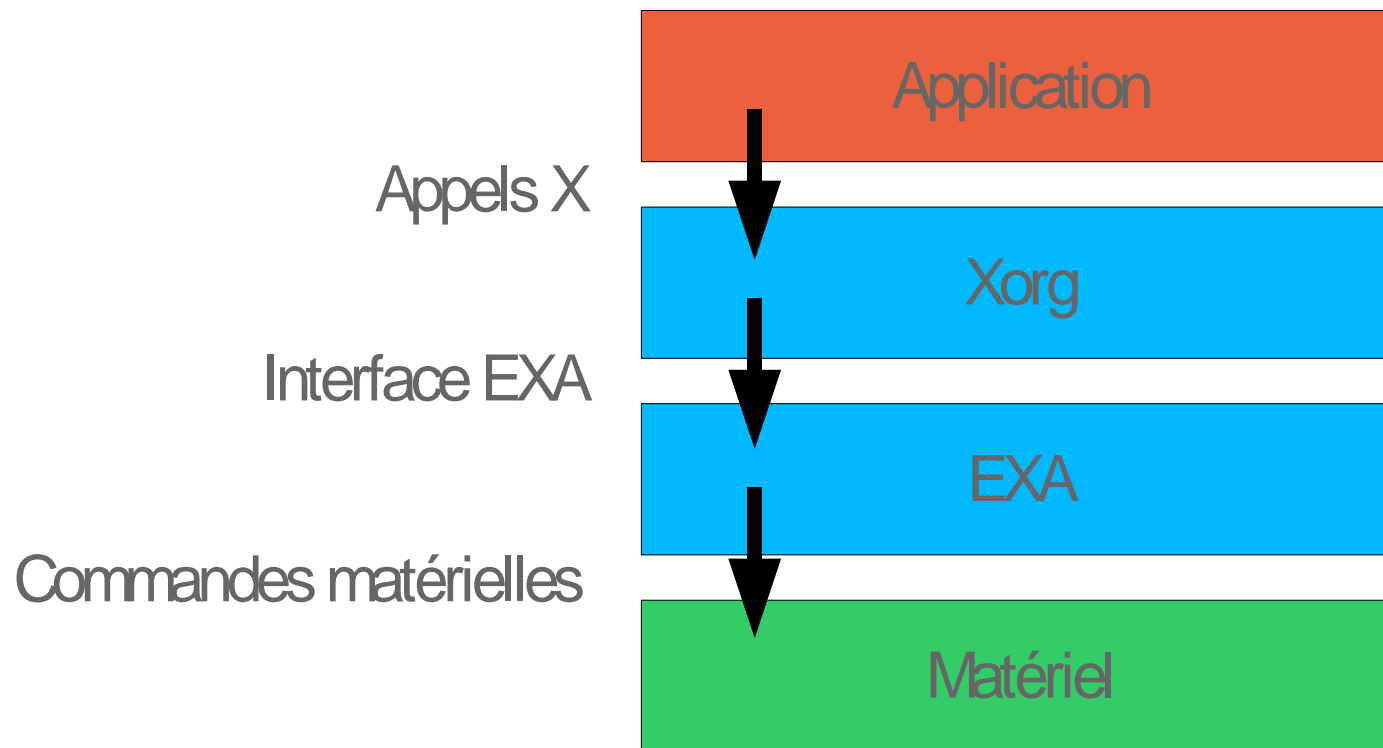 Application
Appels X
Xorg
Interface EXA
EXA
Commandes matérielles
Matériel